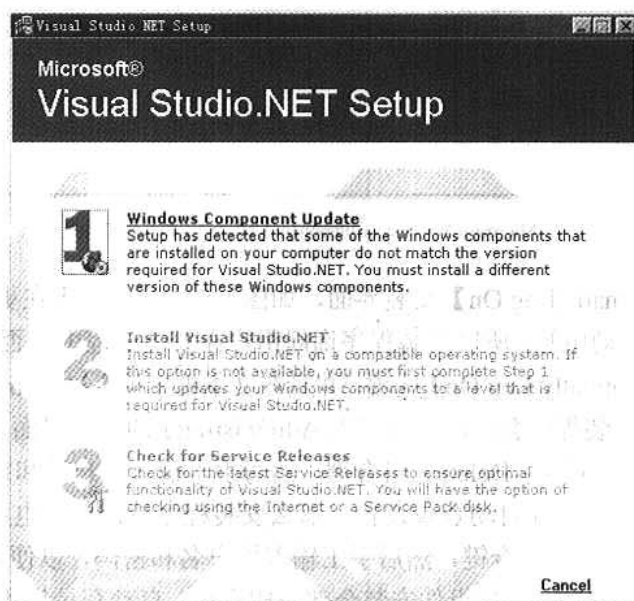 Visual Studio NET Setup
Microsoft®
Visual Studio.NET Setup
1
Windows Component Update
Setup has detected that some of the Windows components that
are installed on your computer do not match the version
required for Visual Studio.NET. You must install a different
version of these Windows components.
2
Install Visual Studio.NET
Install Visual Studio.NET on a compatible operating system. If
this option is not available, you must first complete Step 1
which updates your Windows components to a level that is
required for Visual Studio.NET.
3
Check for Service Releases
Check for the latest Service Releases to ensure optimal
functionality of Visual Studio.NET. You will have the option of
checking using the Internet or a Service Pack disk.
Cancel